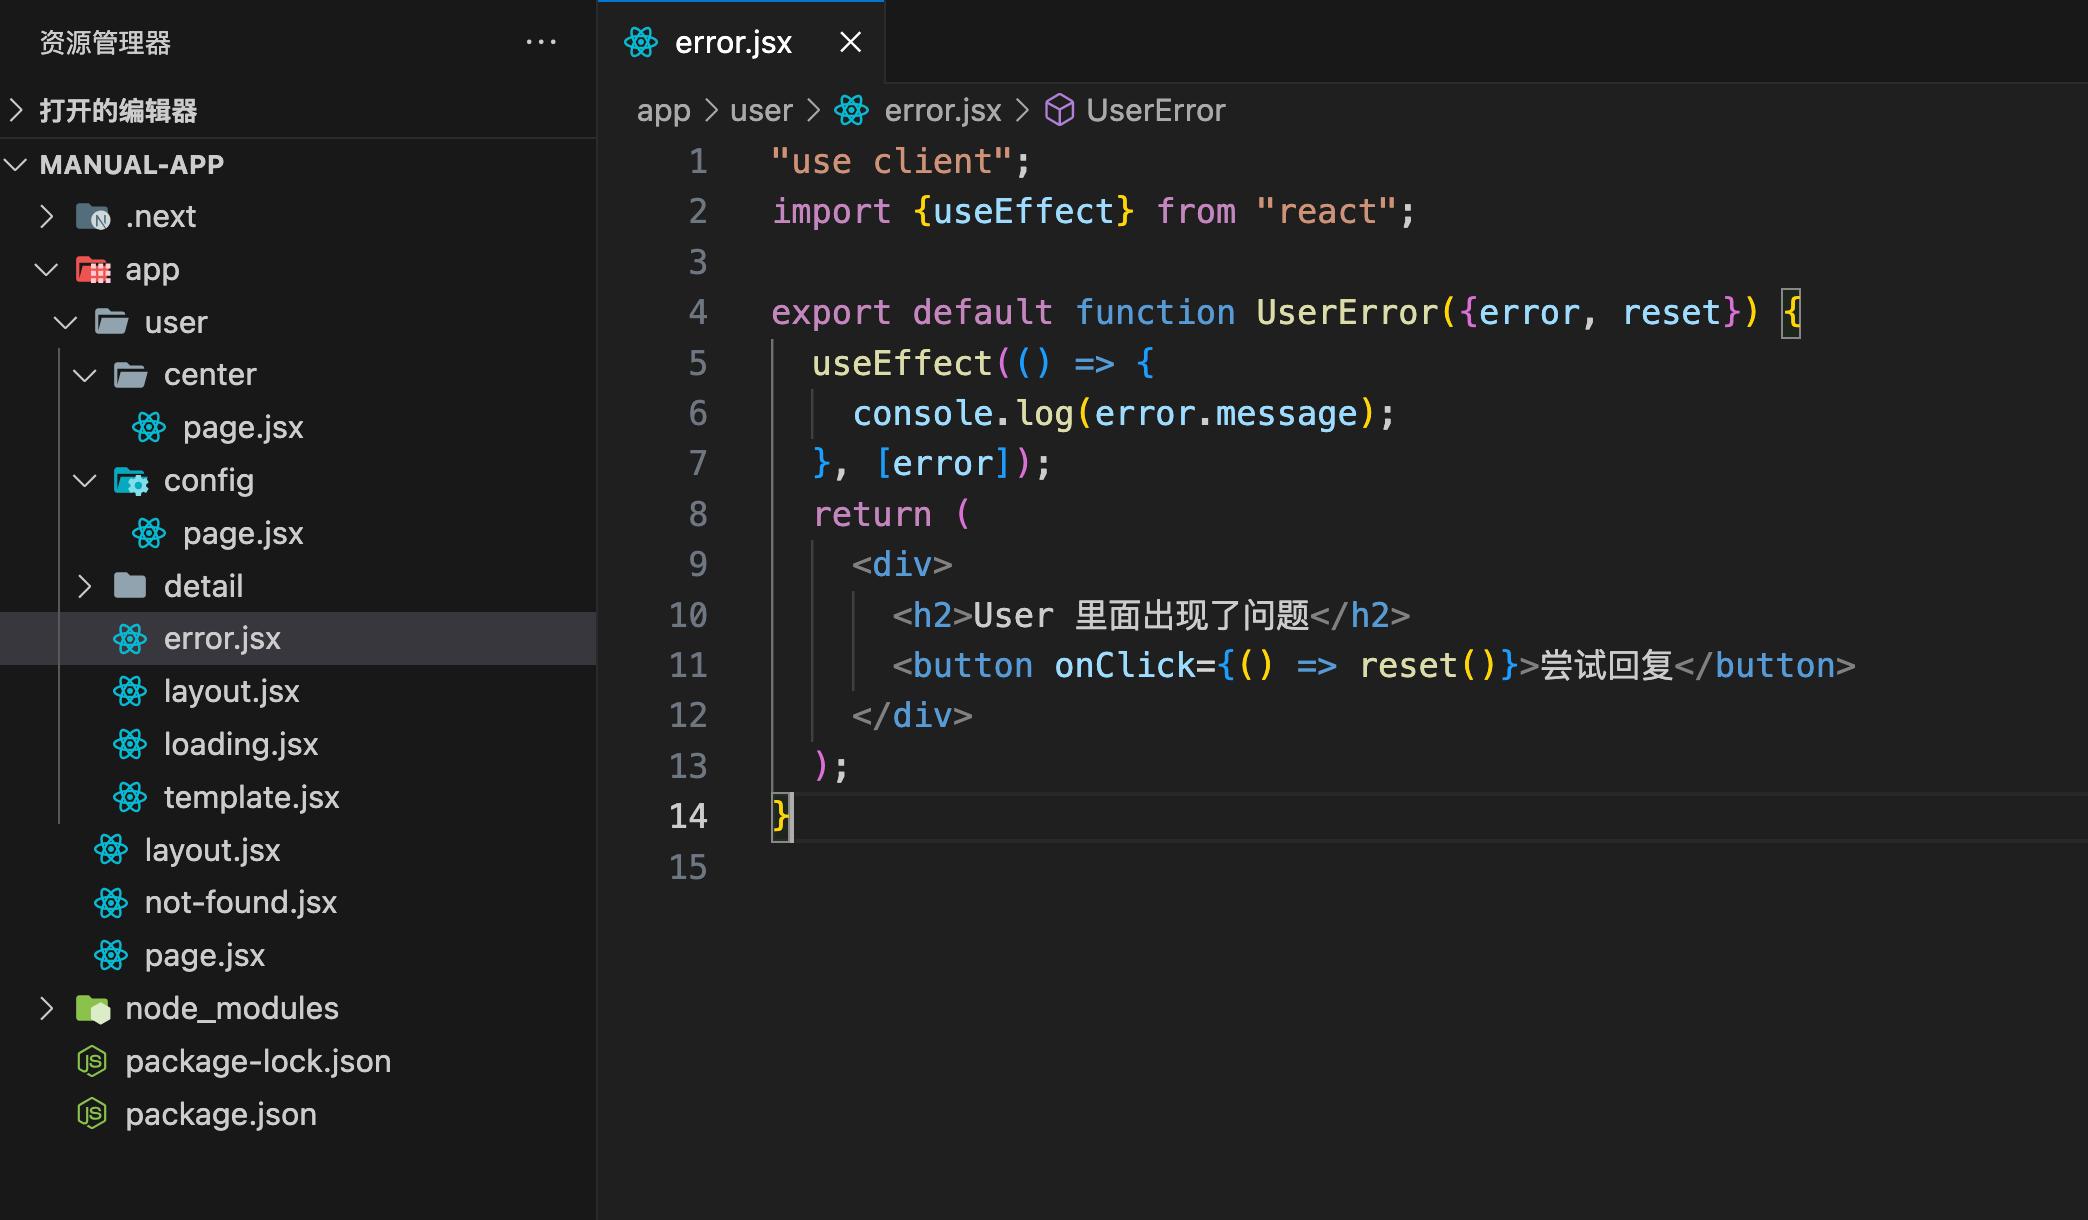 资源管理器
打开的编辑器
MANUAL-APP
.next
app
user
center
page.jsx
config
page.jsx
detail
error.jsx
layout.jsx
loading.jsx
template.jsx
layout.jsx
not-found.jsx
page.jsx
node_modules
package-lock.json
package.json
error.jsx
app > user > error.jsx > UserError
1 "use client";
2 import {useEffect} from "react";
3
4 export default function UserError({error, reset}) {
5 useEffect(() => {
6 console.log(error.message);
7 }, [error]);
8 return (
9 <div>
10 <h2>User 里面出现了问题</h2>
11 <button onClick={() => reset()}>尝试回复</button>
12 </div>
13 );
14 }
15